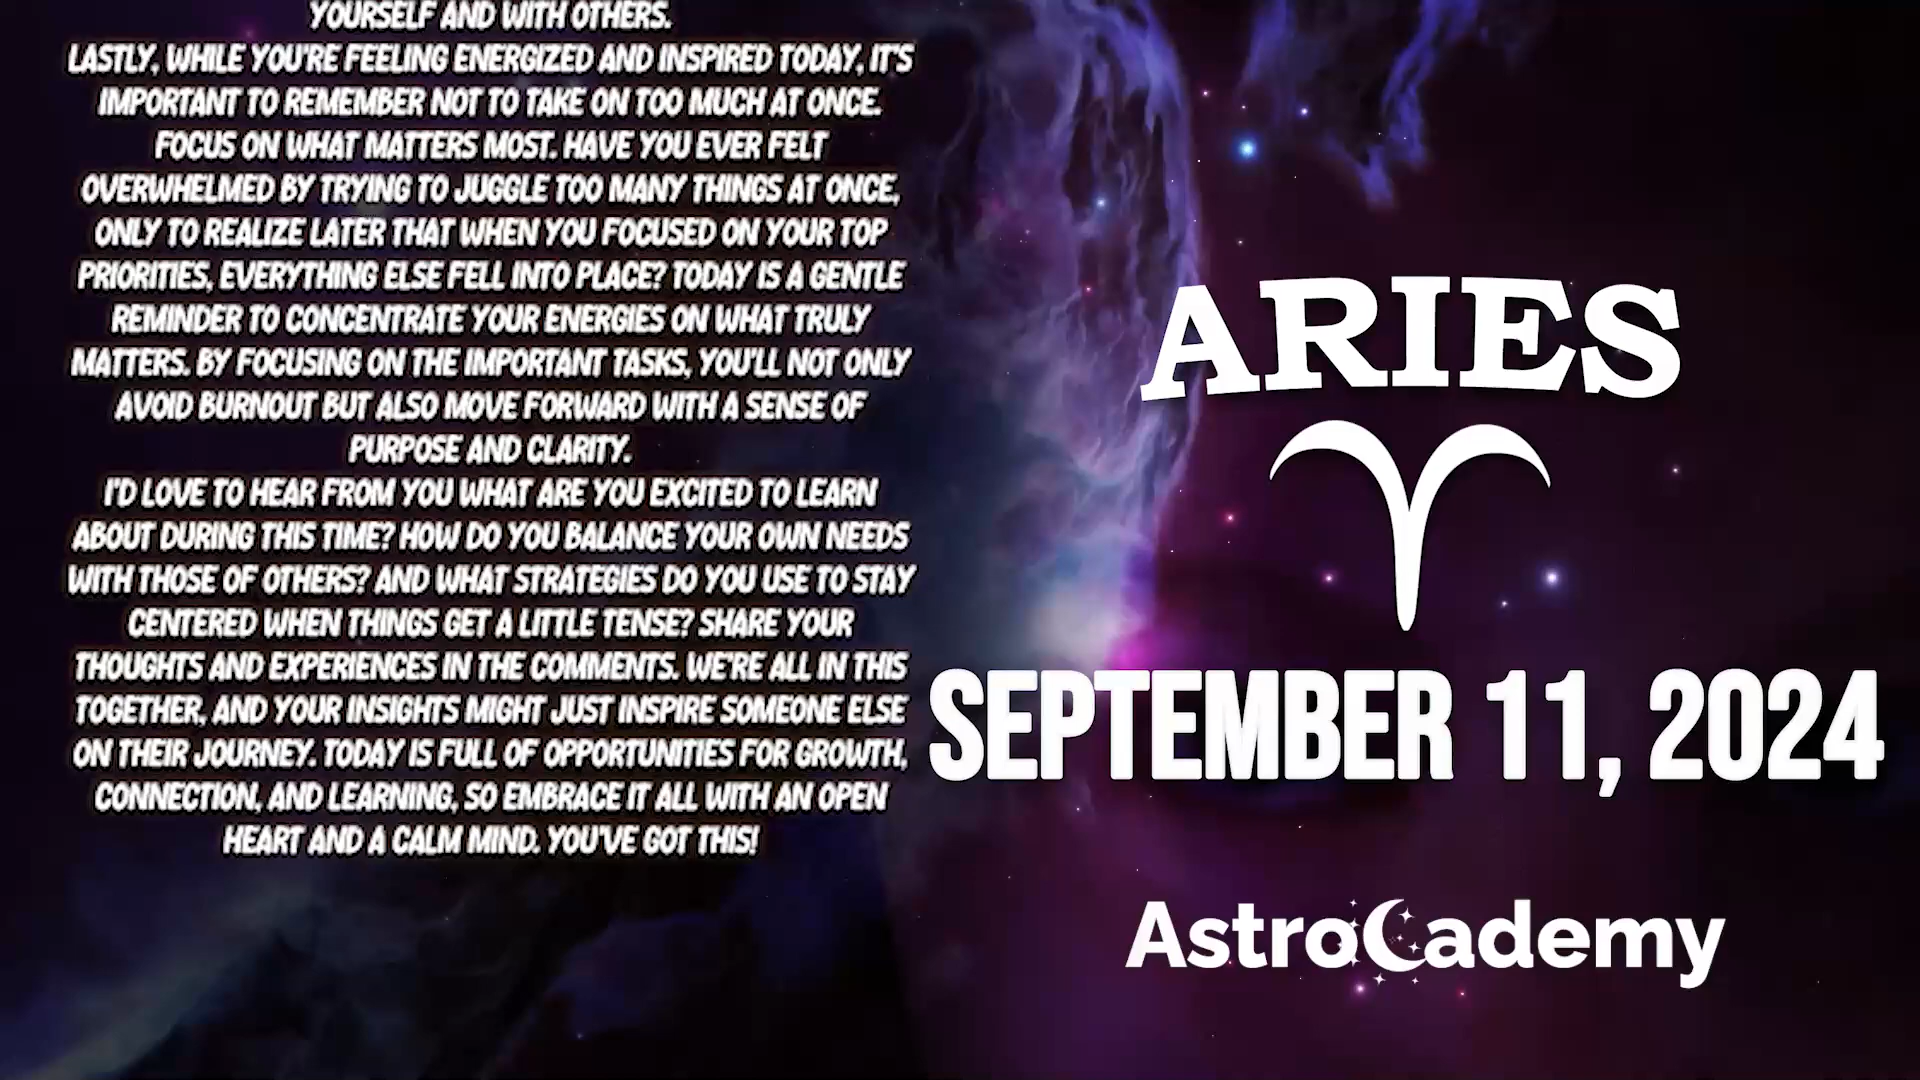 YOURSELF AND WITH OTHERS.
LASTLY, WHILE YOU'RE FEELING ENERGIZED AND INSPIRED TODAY, IT'S
IMPORTANT TO REMEMBER NOT TO TAKE ON TOO MUCH AT ONCE.
FOCUS ON WHAT MATTERS MOST. HAVE YOU EVER FELT
OVERWHELMED BY TRYING TO JUGGLE TOO MANY THINGS AT ONCE,
ONLY TO REALIZE LATER THAT WHEN YOU FOCUSED ON YOUR TOP
PRIORITIES, EVERYTHING ELSE FELL INTO PLACE? TODAY IS A GENTLE
REMINDER TO CONCENTRATE YOUR ENERGIES ON WHAT TRULY
MATTERS. BY FOCUSING ON THE IMPORTANT TASKS, YOU'LL NOT ONLY
AVOID BURNOUT BUT ALSO MOVE FORWARD WITH A SENSE OF
PURPOSE AND CLARITY.
I'D LOVE TO HEAR FROM YOU WHAT ARE YOU EXCITED TO LEARN
ABOUT DURING THIS TIME? HOW DO YOU BALANCE YOUR OWN NEEDS
WITH THOSE OF OTHERS? AND WHAT STRATEGIES DO YOU USE TO STAY
CENTERED WHEN THINGS GET A LITTLE TENSE? SHARE YOUR
THOUGHTS AND EXPERIENCES IN THE COMMENTS. WE'RE ALL IN THIS
TOGETHER, AND YOUR INSIGHTS MIGHT JUST INSPIRE SOMEONE ELSE
ON THEIR JOURNEY. TODAY IS FULL OF OPPORTUNITIES FOR GROWTH,
CONNECTION, AND LEARNING, SO EMBRACE IT ALL WITH AN OPEN
HEART AND A CALM MIND. YOU'VE GOT THIS!
ARIES
SEPTEMBER 11, 2024
AstroCademy